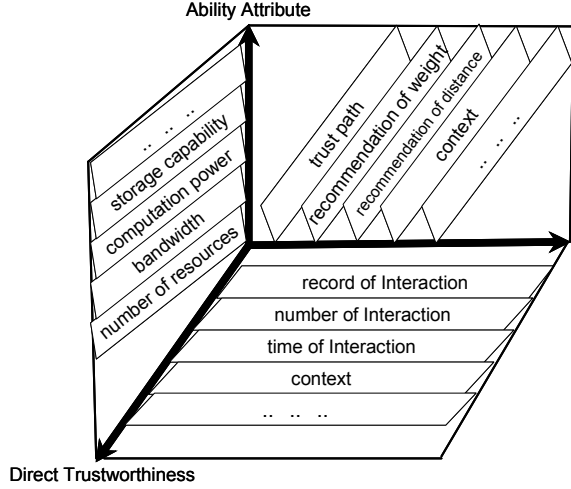 Ability Attribute
.. .. ..
storage capability
computation power
bandwidth
number of resources
trust path
recommendation of weight
recommendation of distance
context
.. .. ..
record of Interaction
number of Interaction
time of Interaction
context
.. .. ..
Direct Trustworthiness